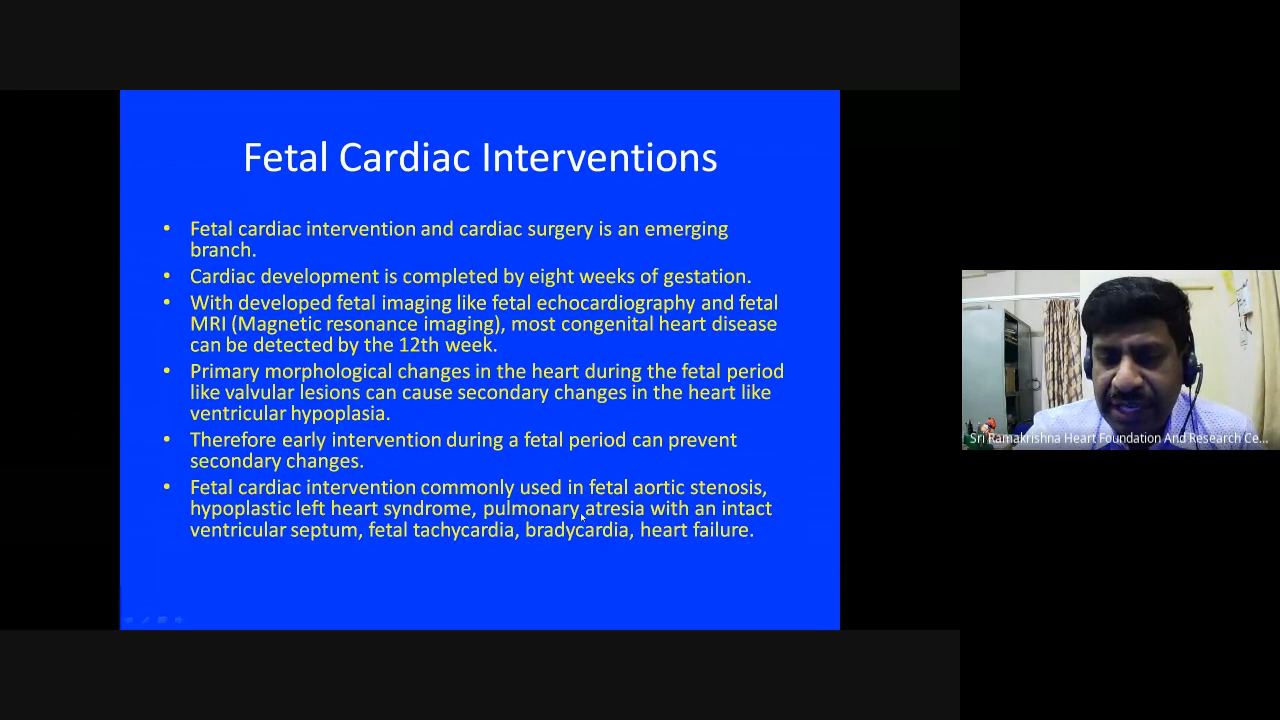 Fetal Cardiac Interventions
• Fetal cardiac intervention and cardiac surgery is an emerging
branch.
• Cardiac development is completed by eight weeks of gestation.
• With developed fetal imaging like fetal echocardiography and fetal
MRI (Magnetic resonance imaging), most congenital heart disease
can be detected by the 12th week.
• Primary morphological changes in the heart during the fetal period
like valvular lesions can cause secondary changes in the heart like
ventricular hypoplasia.
• Therefore early intervention during a fetal period can prevent
secondary changes.
• Fetal cardiac intervention commonly used in fetal aortic stenosis,
hypoplastic left heart syndrome, pulmonary atresia with an intact
ventricular septum, fetal tachycardia, bradycardia, heart failure.
Sri Ramakrishna Heart Foundation And Research Ce...